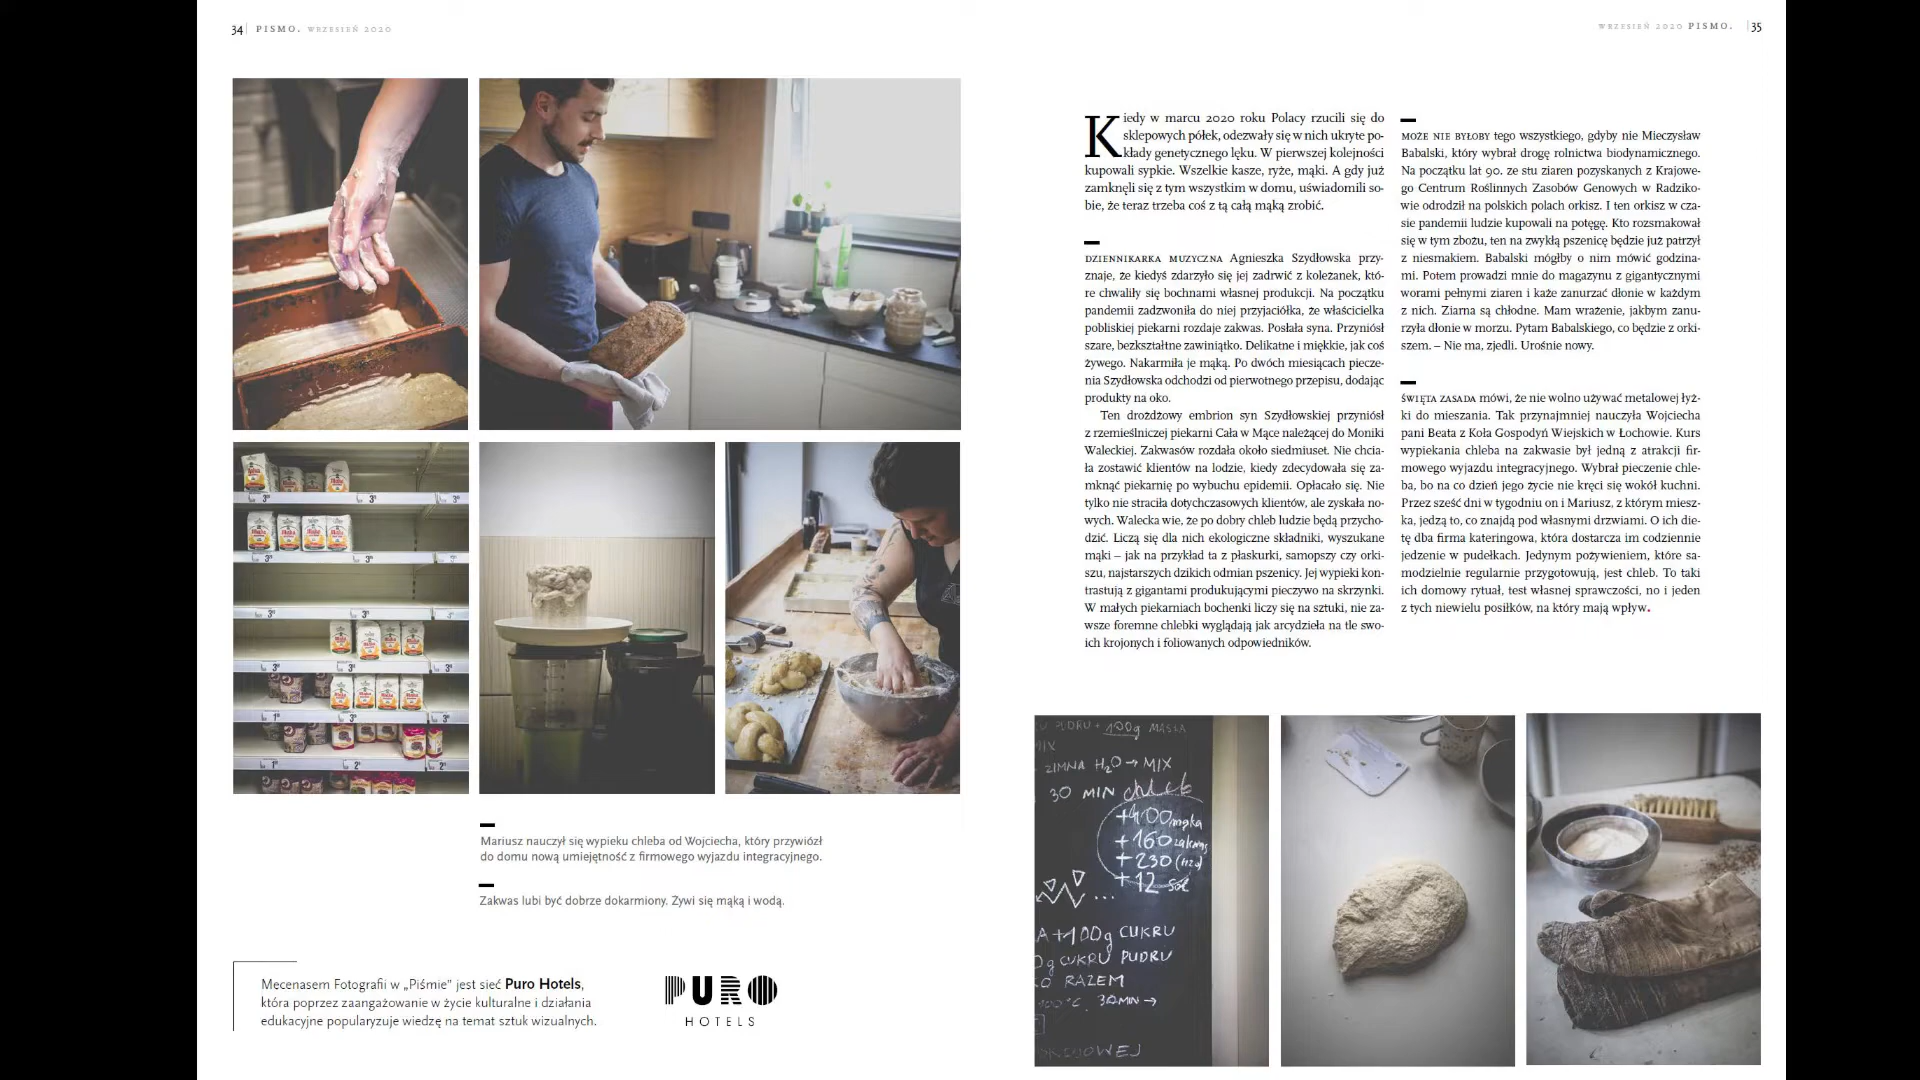 34 PISMO. WRZESIEŃ 2020
WRZESIEŃ 2020 PISMO. 35
Mariusz nauczył się wypieku chleba od Wojciecha, który przywiózł
do domu nową umiejętność z firmowego wyjazdu integracyjnego.
Zakwas lubi być dobrze dokarmiony. Żywi się mąką i wodą.
Mecenasem Fotografii w „Piśmie” jest sieć Puro Hotels,
która poprzez zaangażowanie w życie kulturalne i działania
edukacyjne popularyzuje wiedzę na temat sztuk wizualnych.
PURO
HOTELS
Kiedy w marcu 2020 roku Polacy rzucili się do
sklepowych półek, odezwały się w nich ukryte po-
kłady genetycznego lęku. W pierwszej kolejności
kupowali sypkie. Wszelkie kasze, ryże, mąki. A gdy już
zamknęli się z tym wszystkim w domu, uświadomili so-
bie, że teraz trzeba coś z tą całą mąką zrobić.
DZIENNIKARKA MUZYCZNA Agnieszka Szydłowska przy-
znaje, że kiedyś zdarzyło się jej zadrwić z koleżanek, któ-
re chwaliły się bochnami własnej produkcji. Na początku
pandemii zadzwoniła do niej przyjaciółka, że właścicielka
pobliskiej piekarni rozdaje zakwas. Posłała syna. Przyniósł
szare, bezkształtne zawiniątko. Delikatne i miękkie, jak coś
żywego. Nakarmiła je mąką. Po dwóch miesiącach piecze-
nia Szydłowska odchodzi od pierwotnego przepisu, dodając
produkty na oko.
Ten drożdżowy embrion syn Szydłowskiej przyniósł
z rzemieślniczej piekarni Cała w Mące należącej do Moniki
Waleckiej. Zakwasów rozdała około siedmiuset. Nie chcia-
ła zostawić klientów na lodzie, kiedy zdecydowała się za-
mknąć piekarnię po wybuchu epidemii. Opłacało się. Nie
tylko nie straciła dotychczasowych klientów, ale zyskała no-
wych. Walecka wie, że po dobry chleb ludzie będą przycho-
dzić. Liczą się dla nich ekologiczne składniki, wyszukane
mąki – jak na przykład ta z płaskurki, samopszy czy orki-
szu, najstarszych dzikich odmian pszenicy. Jej wypieki kon-
trastują z gigantami produkującymi pieczywo na skrzynki.
W małych piekarniach bochenki liczy się na sztuki, nie za-
wsze foremne chlebki wyglądają jak arcydzieła na tle swo-
ich krojonych i foliowanych odpowiedników.
MOŻE NIE BYŁOBY tego wszystkiego, gdyby nie Mieczysław
Babalski, który wybrał drogę rolnictwa biodynamicznego.
Na początku lat 90. ze stu ziaren pozyskanych z Krajowe-
go Centrum Roślinnych Zasobów Genowych w Radziko-
wie odrodził na polskich polach orkisz. I ten orkisz w cza-
sie pandemii ludzie kupowali na potęgę. Kto rozsmakował
się w tym zbożu, ten na zwykłą pszenicę będzie już patrzył
z niesmakiem. Babalski mógłby o nim mówić godzina-
mi. Potem prowadzi mnie do magazynu z gigantycznymi
worami pełnymi ziaren i każe zanurzać dłonie w każdym
z nich. Ziarna są chłodne. Mam wrażenie, jakbym zanu-
rzyła dłonie w morzu. Pytam Babalskiego, co będzie z orki-
szem. – Nie ma, zjedli. Urośnie nowy.
ŚWIĘTA ZASADA mówi, że nie wolno używać metalowej łyż-
ki do mieszania. Tak przynajmniej nauczyła Wojciecha
pani Beata z Koła Gospodyń Wiejskich w Łochowie. Kurs
wypiekania chleba na zakwasie był jedną z atrakcji fir-
mowego wyjazdu integracyjnego. Wybrał pieczenie chle-
ba, bo na co dzień jego życie nie kręci się wokół kuchni.
Przez sześć dni w tygodniu on i Mariusz, z którym miesz-
ka, jedzą to, co znajdą pod własnymi drzwiami. O ich die-
tę dba firma kateringowa, która dostarcza im codziennie
jedzenie w pudełkach. Jedynym pożywieniem, które sa-
modzielnie regularnie przygotowują, jest chleb. To taki
ich domowy rytuał, test własnej sprawczości, no i jeden
z tych niewielu posiłków, na który mają wpływ.
PUDRU + 100g MASŁA
MIX
ZIMNA H₂O → MIX
30 MIN chleb
+400 mąka
+160 zakwas
+230 (H₂O)
+12 sól
...
A +100g CUKRU
g CUKRU PUDRU
RAZEM
30MIN →